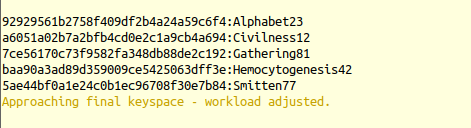 92929561b2758f409df2b4a24a59c6f4:Alphabet23
a6051a02b7a2bfb4cd0e2c1a9cb4a694:Civilness12
7ce56170c73f9582fa348db88de2c192:Gathering81
baa90a3ad89d359009ce5425063dff3e:Hemocytogenesis42
5ae44bf0a1e24c0b1ec96708f30e7b84:Smitten77
Approaching final keyspace - workload adjusted.